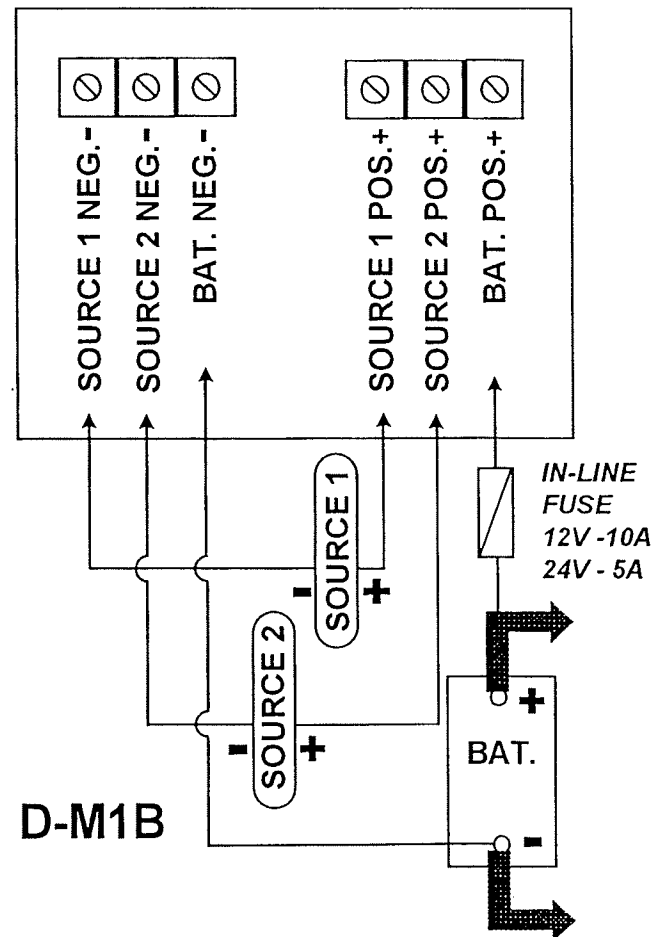 SOURCE 1 NEG.-
SOURCE 2 NEG.-
BAT. NEG.-
SOURCE 1 POS.+
SOURCE 2 POS.+
BAT. POS.+
IN-LINE
FUSE
12V -10A
24V - 5A
- SOURCE 1 +
- SOURCE 2 +
+
BAT.
-
D-M1B